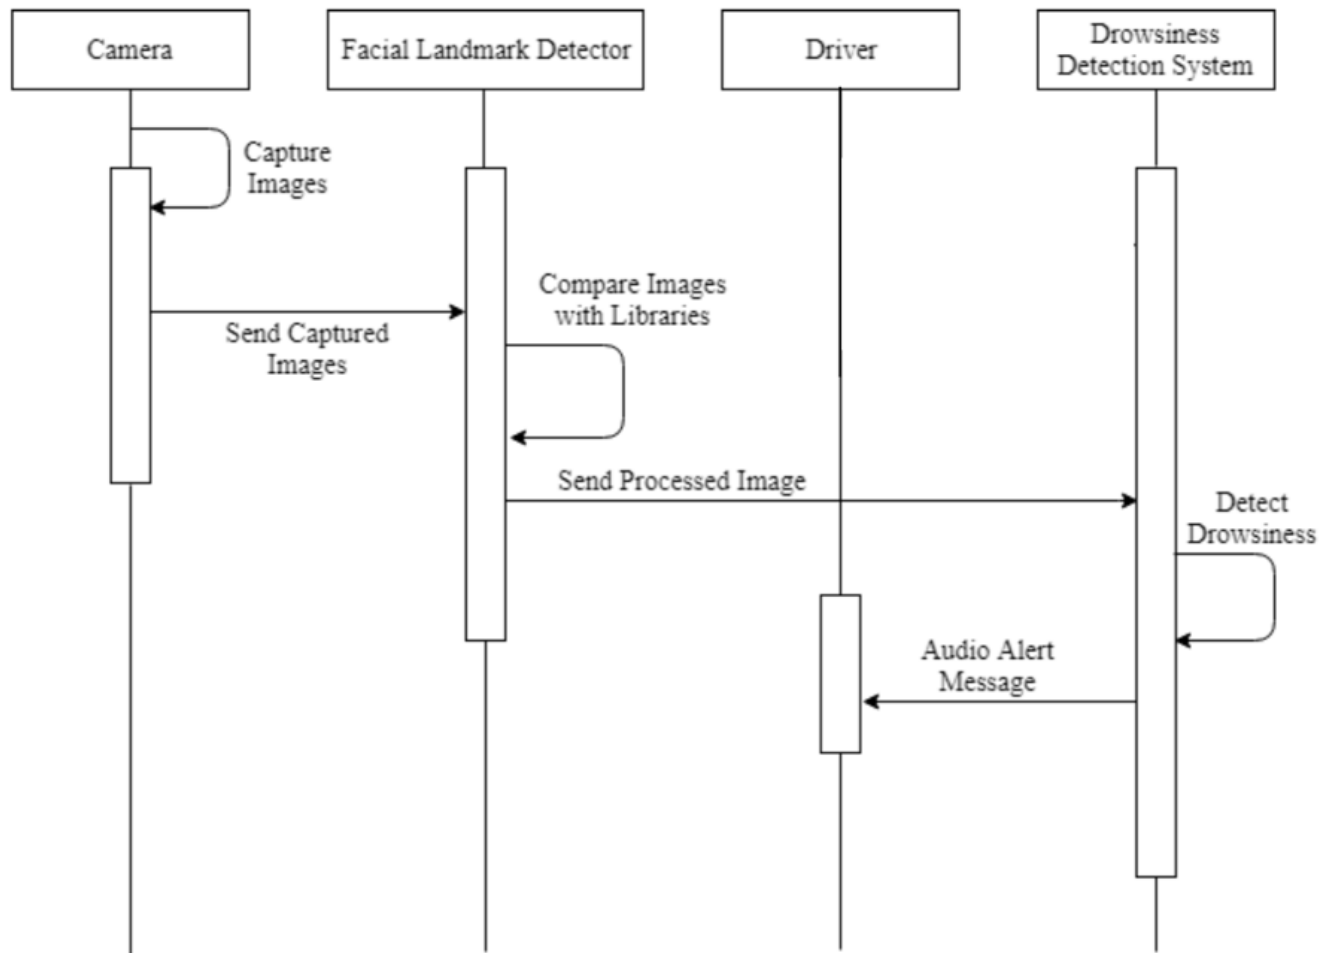 Camera
Facial Landmark Detector
Driver
Drowsiness
Detection System
Capture
Images
Compare Images
with Libraries
Send Captured
Images
Send Processed Image
Detect
Drowsiness
Audio Alert
Message